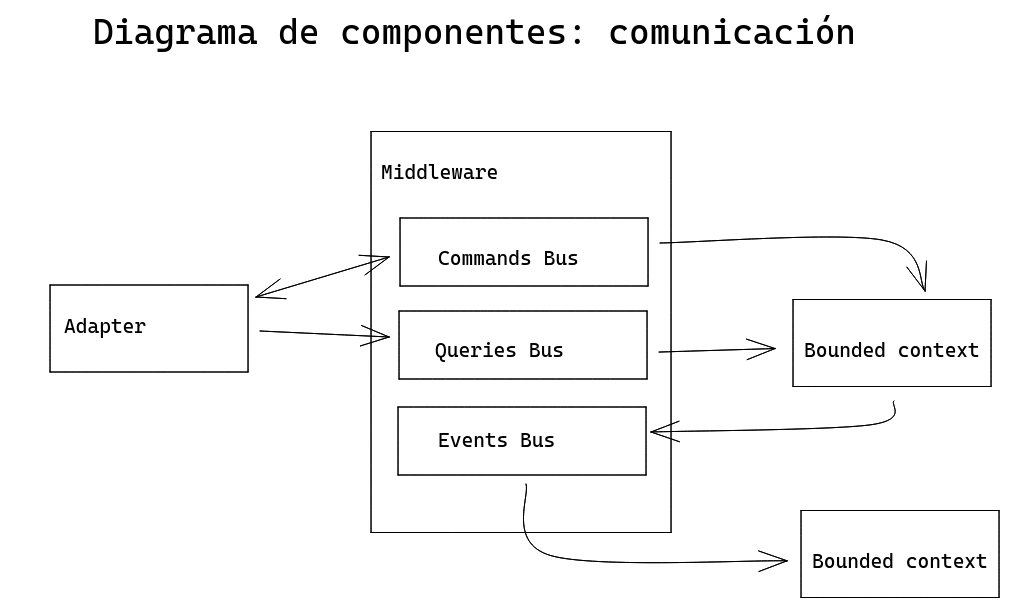 Diagrama de componentes: comunicación
Middleware
Commands Bus
Adapter
Queries Bus
Bounded context
Events Bus
Bounded context